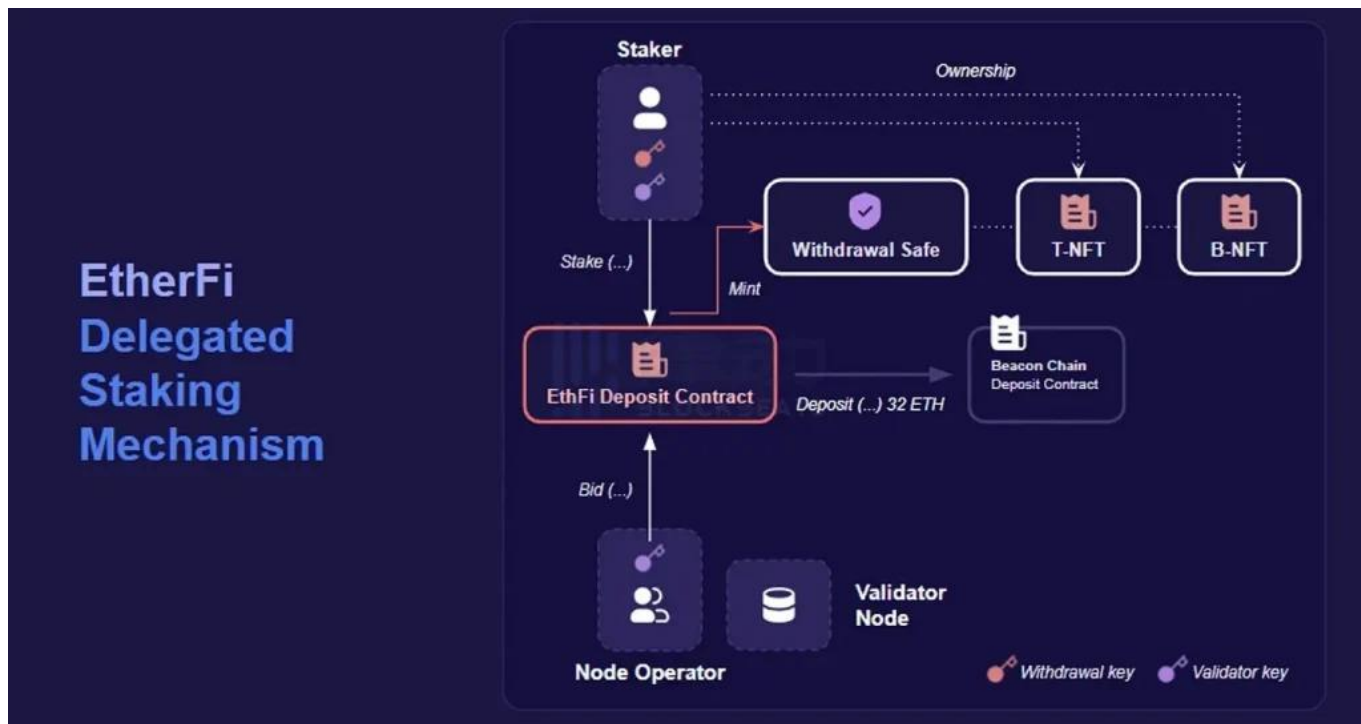 EtherFi
Delegated
Staking
Mechanism
Staker
Ownership
Withdrawal Safe
T-NFT
B-NFT
Stake (...)
Mint
EthFi Deposit Contract
Beacon Chain
Deposit Contract
Deposit (...) 32 ETH
Bid (...)
Validator
Node
Node Operator
Withdrawal key
Validator key